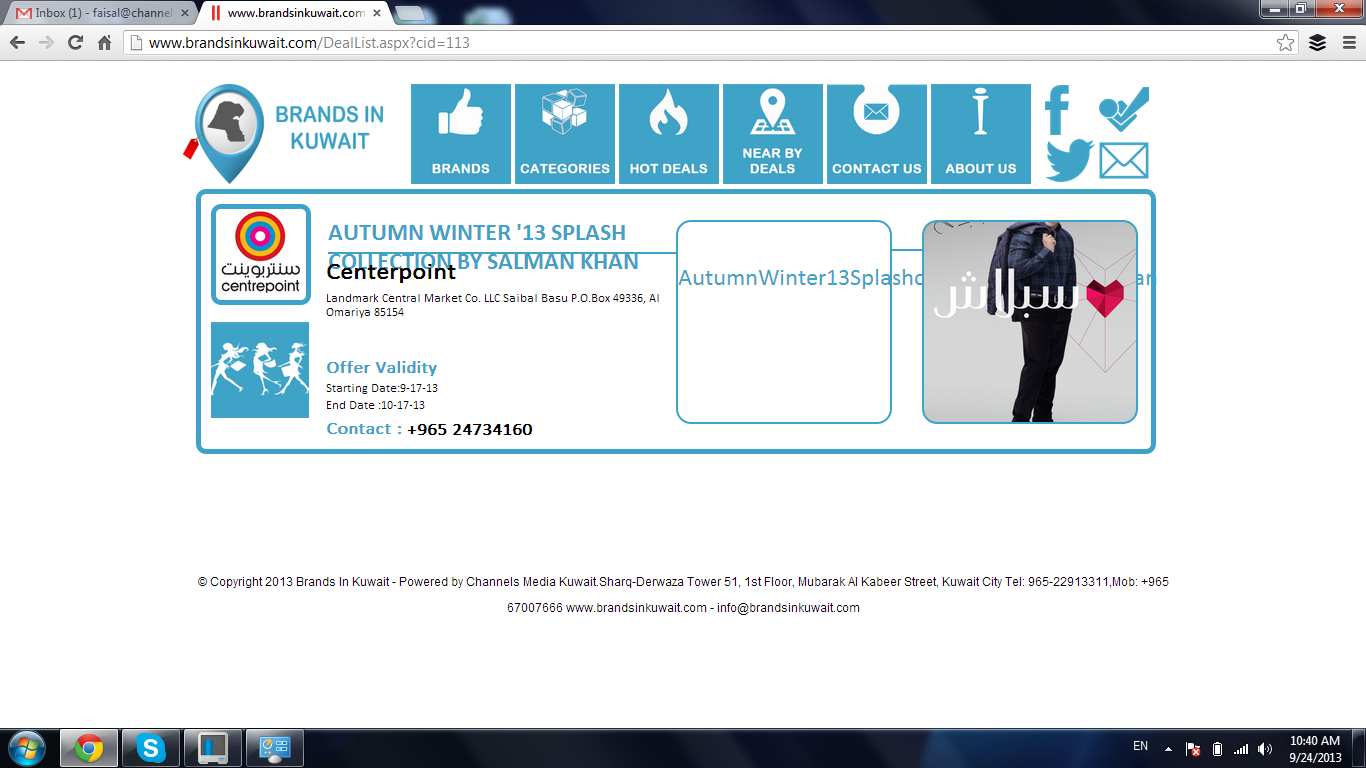 Inbox (1) - faisal@channel
www.brandsinkuwait.com
www.brandsinkuwait.com/DealList.aspx?cid=113
BRANDS IN
KUWAIT
BRANDS
CATEGORIES
HOT DEALS
NEAR BY
DEALS
CONTACT US
ABOUT US
سنتربوينت
centrepoint
AUTUMN WINTER '13 SPLASH
COLLECTION BY SALMAN KHAN
Centerpoint
Landmark Central Market Co. LLC Saibal Basu P.O.Box 49336, Al
Omariya 85154
Offer Validity
Starting Date:9-17-13
End Date :10-17-13
Contact : +965 24734160
AutumnWinter13Splashc
an
سبلاش
© Copyright 2013 Brands In Kuwait - Powered by Channels Media Kuwait.Sharq-Derwaza Tower 51, 1st Floor, Mubarak Al Kabeer Street, Kuwait City Tel: 965-22913311,Mob: +965
67007666 www.brandsinkuwait.com - info@brandsinkuwait.com
EN
10:40 AM
9/24/2013